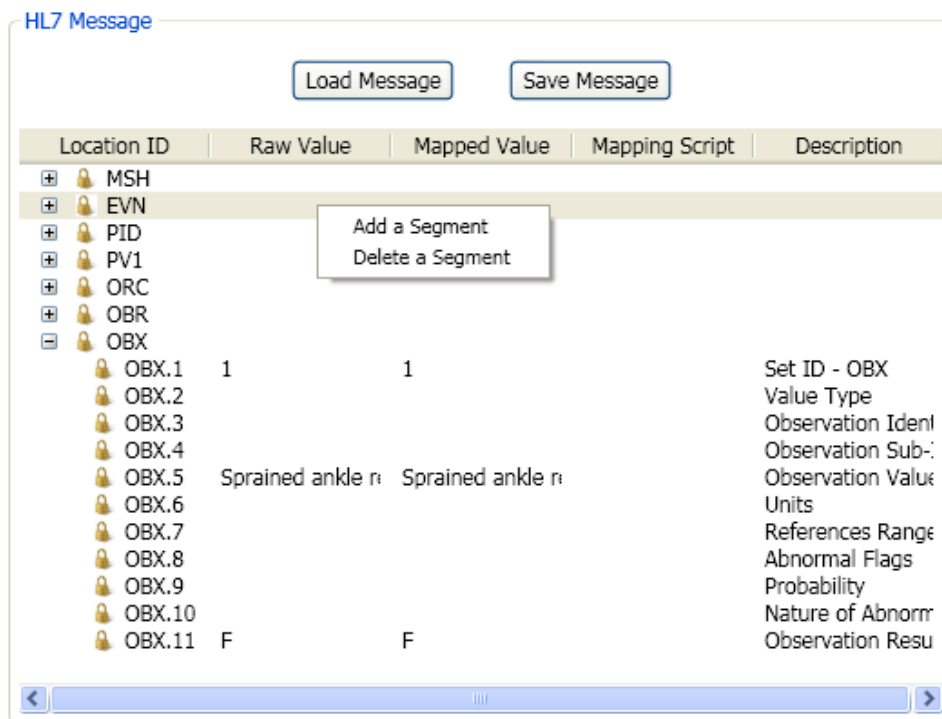 HL7 Message
Load Message Save Message
Location ID Raw Value Mapped Value Mapping Script Description
MSH
EVN
Add a Segment
PID
Delete a Segment
PV1
ORC
OBR
OBX
OBX.1 1 1 Set ID - OBX
OBX.2 Value Type
OBX.3 Observation Ident
OBX.4 Observation Sub-
OBX.5 Sprained ankle Sprained ankle Observation Value
OBX.6 Units
OBX.7 References Range
OBX.8 Abnormal Flags
OBX.9 Probability
OBX.10 Nature of Abnorm
OBX.11 F F Observation Resu